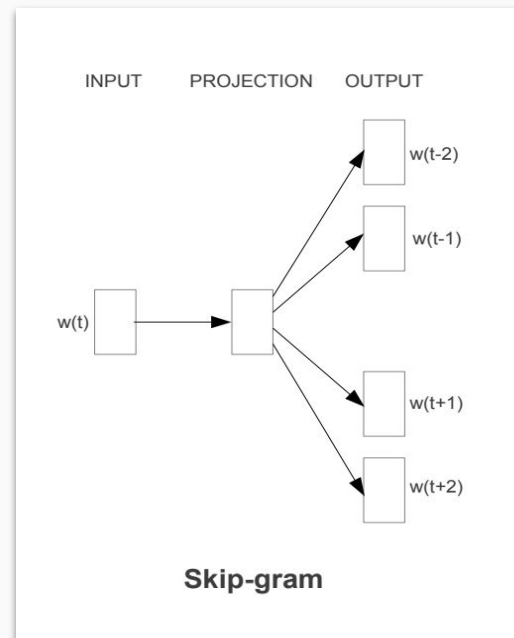 INPUT PROJECTION OUTPUT
w(t-2)
w(t-1)
w(t)
w(t+1)
w(t+2)
Skip-gram